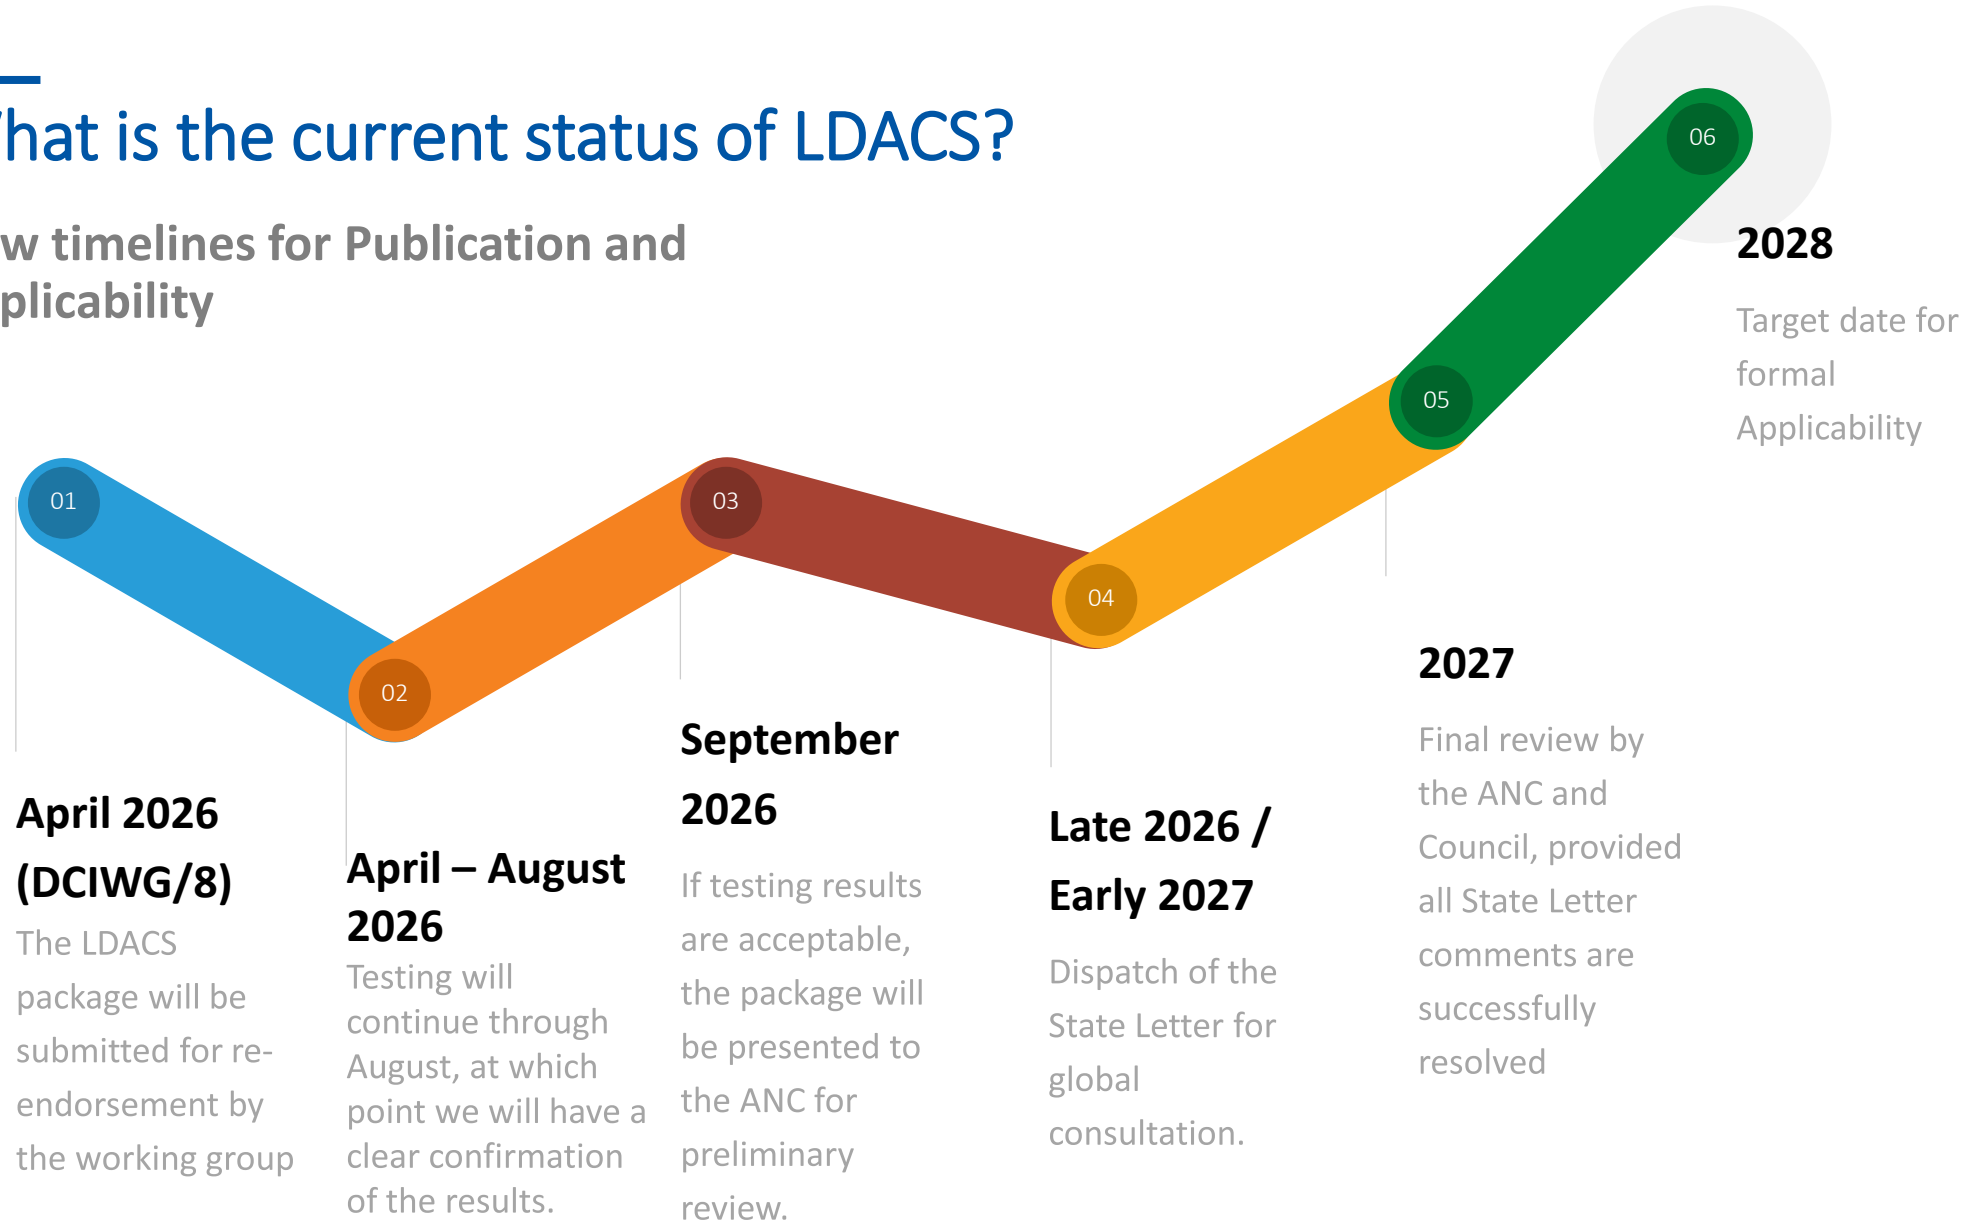 hat is the current status of LDACS?
w timelines for Publication and
plicability
01
02
03
04
05
06
April 2026
(DCIWG/8)
The LDACS
package will be
submitted for re-
endorsement by
the working group
April – August
2026
Testing will
continue through
August, at which
point we will have a
clear confirmation
of the results.
September
2026
If testing results
are acceptable,
the package will
be presented to
the ANC for
preliminary
review.
Late 2026 /
Early 2027
Dispatch of the
State Letter for
global
consultation.
2027
Final review by
the ANC and
Council, provided
all State Letter
comments are
successfully
resolved
2028
Target date for
formal
Applicability